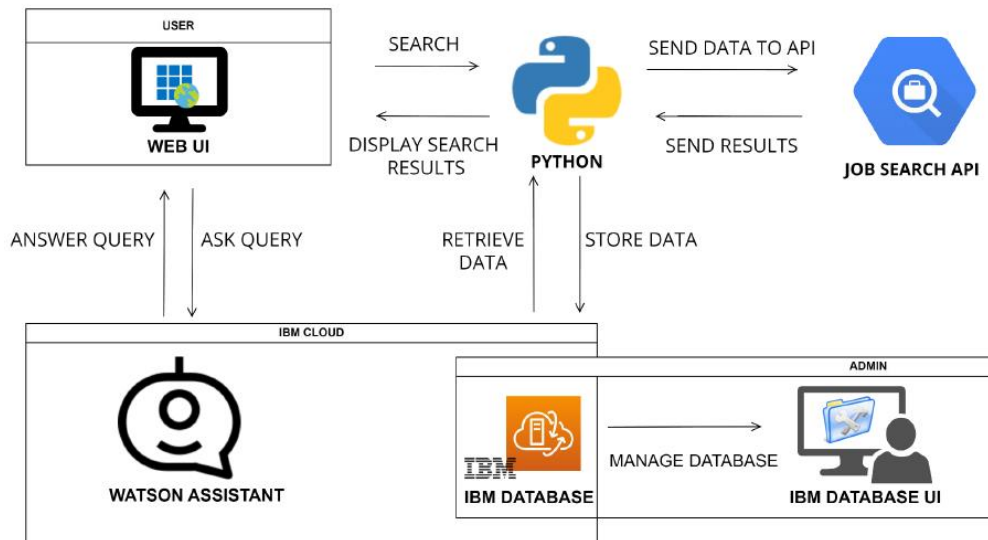 USER
WEB UI
SEARCH
DISPLAY SEARCH
RESULTS
PYTHON
SEND DATA TO API
SEND RESULTS
JOB SEARCH API
ANSWER QUERY
ASK QUERY
RETRIEVE
DATA
STORE DATA
IBM CLOUD
WATSON ASSISTANT
ADMIN
IBM
IBM DATABASE
MANAGE DATABASE
IBM DATABASE UI